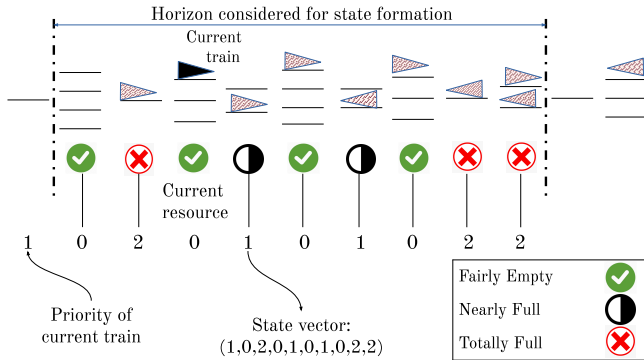 Horizon considered for state formation
Current
train
Current
resource
1 0 2 0 1 0 1 0 2 2
Priority of
current train
State vector:
(1,0,2,0,1,0,1,0,2,2)
Fairly Empty
Nearly Full
Totally Full